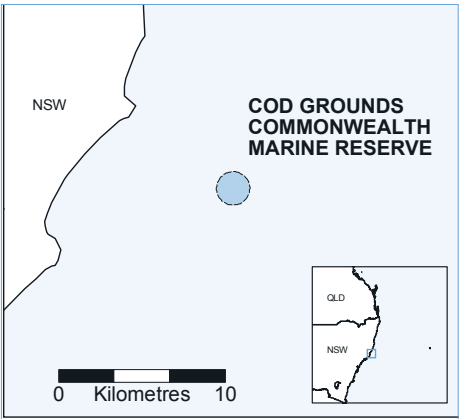 NSW
COD GROUNDS
COMMONWEALTH
MARINE RESERVE
QLD
NSW
0 Kilometres 10